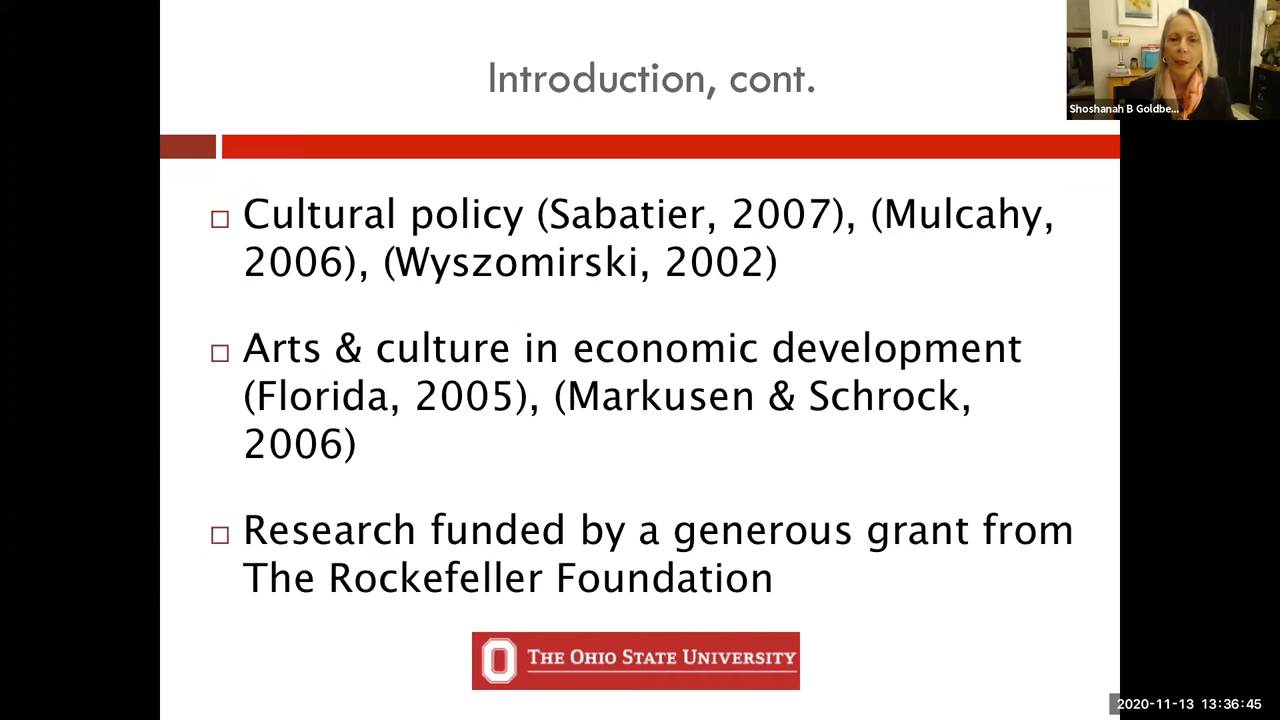 Introduction, cont.
Shoshanah B Goldbe...
Cultural policy (Sabatier, 2007), (Mulcahy,
2006), (Wyszomirski, 2002)
Arts & culture in economic development
(Florida, 2005), (Markusen & Schrock,
2006)
Research funded by a generous grant from
The Rockefeller Foundation
O THE OHIO STATE UNIVERSITY
2020-11-13 13:36:45